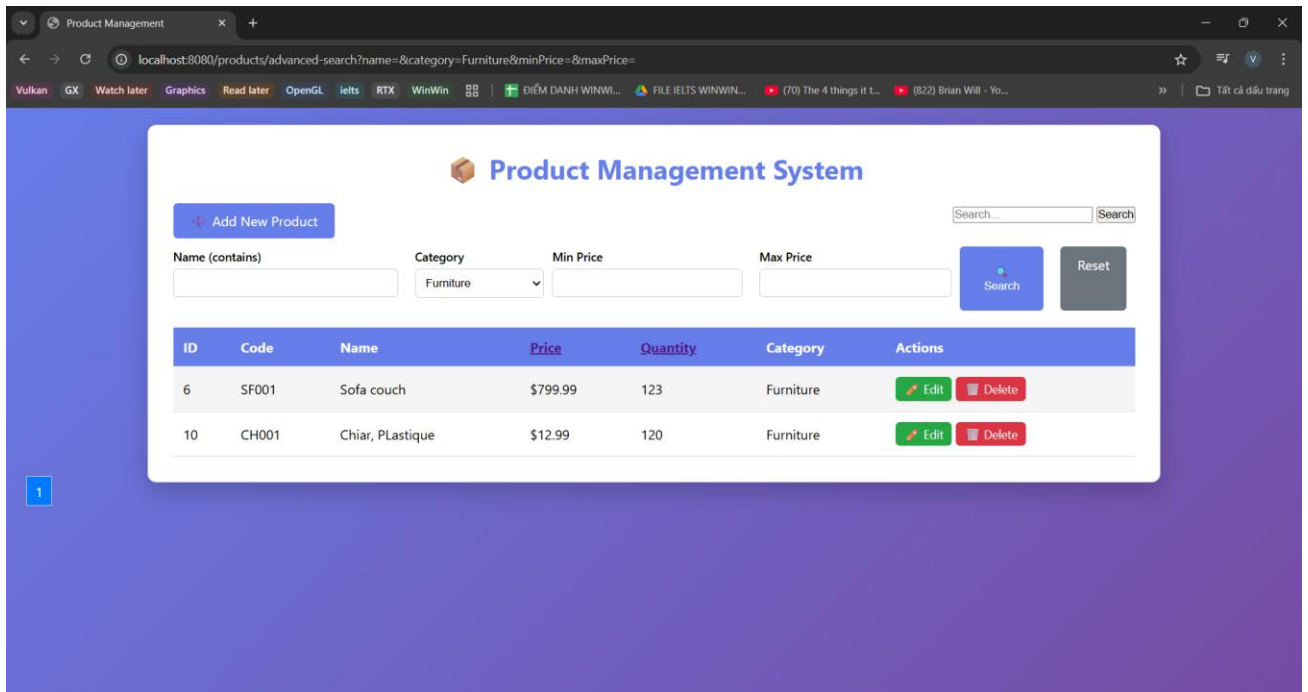 Product Management
localhost:8080/products/advanced-search?name=&category=Furniture&minPrice=&maxPrice=
Vulkan GX Watch later Graphics Read later OpenGL ielts RTX WinWin ĐIỂM DANH WINWI... FILE IELTS WINWIN... (70) The 4 things it t... (822) Brian Will - Yo... » Tất cả dấu trang
V
Product Management System
Add New Product
Search... Search
Name (contains) Category Min Price Max Price
Furniture
Search
Reset
ID Code Name Price Quantity Category Actions
6 SF001 Sofa couch $799.99 123 Furniture Edit Delete
10 CH001 Chiar, PLastique $12.99 120 Furniture Edit Delete
1